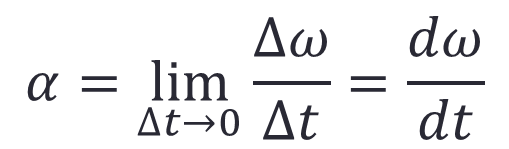 α = lim Δt→0 Δω/Δt = dω/dt